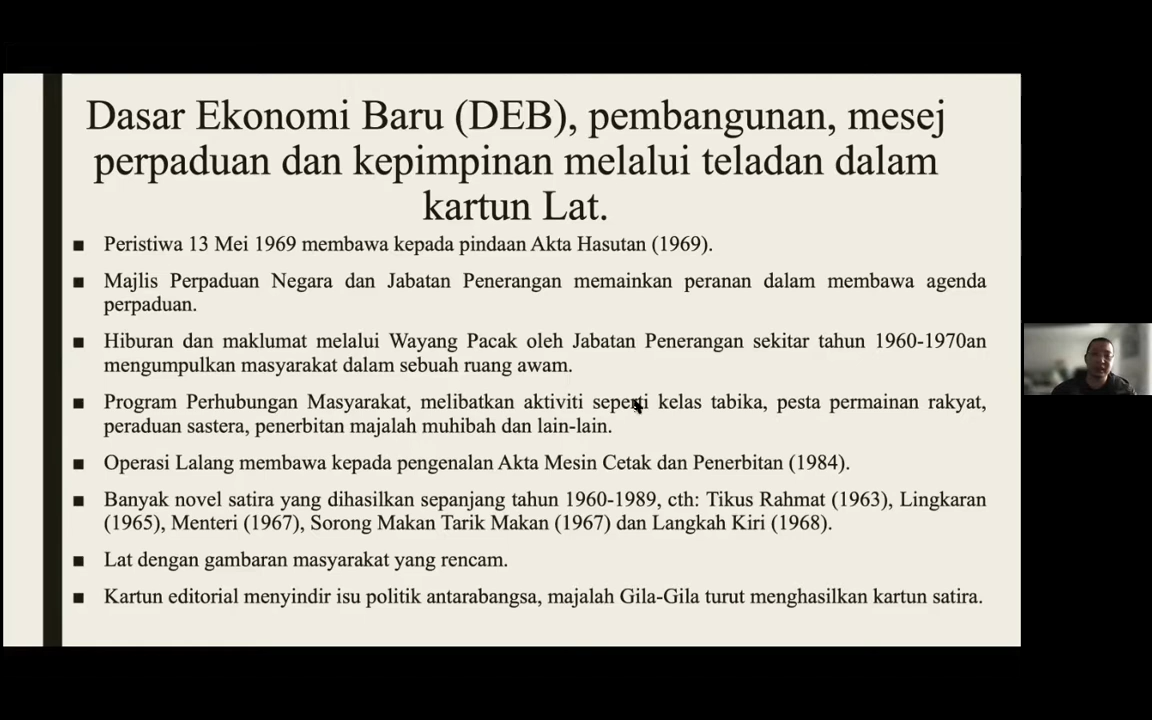 Dasar Ekonomi Baru (DEB), pembangunan, mesej
perpaduan dan kepimpinan melalui teladan dalam
kartun Lat.
■ Peristiwa 13 Mei 1969 membawa kepada pindaan Akta Hasutan (1969).
■ Majlis Perpaduan Negara dan Jabatan Penerangan memainkan peranan dalam membawa agenda
perpaduan.
■ Hiburan dan maklumat melalui Wayang Pacak oleh Jabatan Penerangan sekitar tahun 1960-1970an
mengumpulkan masyarakat dalam sebuah ruang awam.
■ Program Perhubungan Masyarakat, melibatkan aktiviti seperti kelas tabika, pesta permainan rakyat,
peraduan sastera, penerbitan majalah muhibah dan lain-lain.
■ Operasi Lalang membawa kepada pengenalan Akta Mesin Cetak dan Penerbitan (1984).
■ Banyak novel satira yang dihasilkan sepanjang tahun 1960-1989, cth: Tikus Rahmat (1963), Lingkaran
(1965), Menteri (1967), Sorong Makan Tarik Makan (1967) dan Langkah Kiri (1968).
■ Lat dengan gambaran masyarakat yang rencam.
■ Kartun editorial menyindir isu politik antarabangsa, majalah Gila-Gila turut menghasilkan kartun satira.